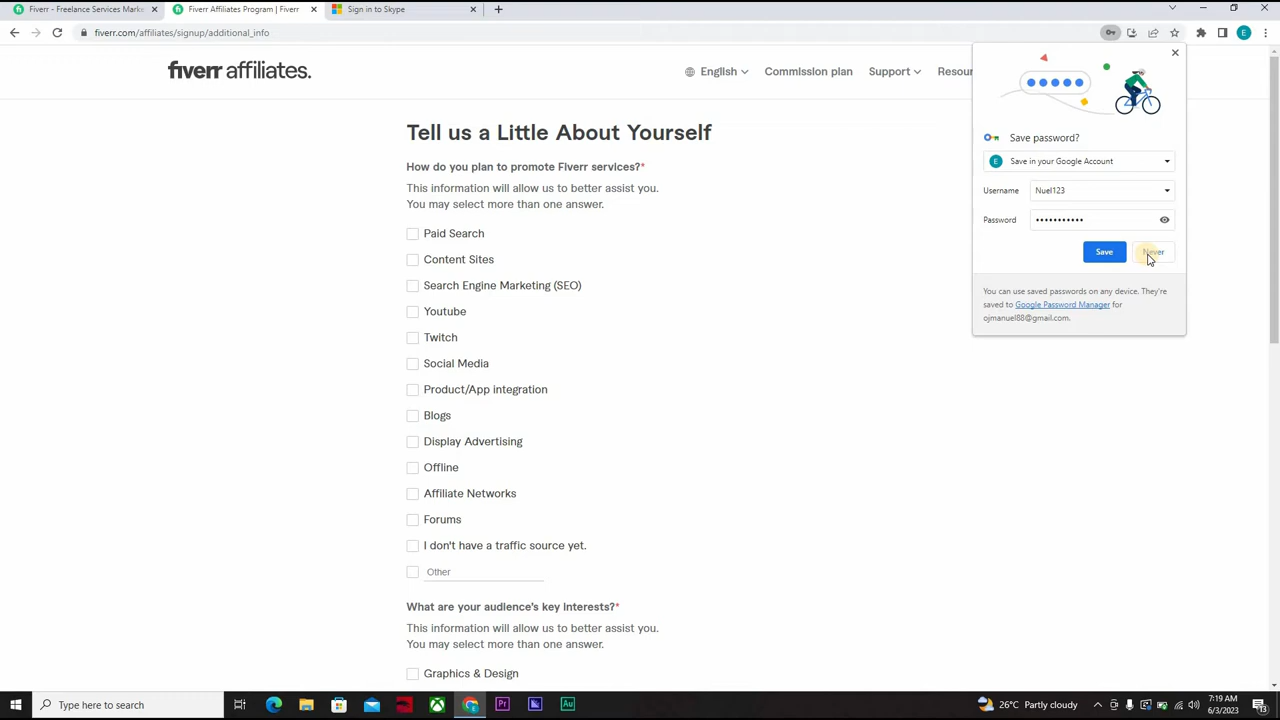 Fiverr - Freelance Services Marke
Fiverr Affiliates Program | Fiverr
Sign in to Skype
fiverr.com/affiliates/signup/additional_info
E
fiverr affiliates.
English
Commission plan
Support
Resour
Save password?
E
Save in your Google Account
Username
Nuel123
Password
•••••••••••
Save
Never
You can use saved passwords on any device. They're
saved to Google Password Manager for
ojmanuel88@gmail.com.
Tell us a Little About Yourself
How do you plan to promote Fiverr services?*
This information will allow us to better assist you.
You may select more than one answer.
Paid Search
Content Sites
Search Engine Marketing (SEO)
Youtube
Twitch
Social Media
Product/App integration
Blogs
Display Advertising
Offline
Affiliate Networks
Forums
I don't have a traffic source yet.
Other
What are your audience's key interests?*
This information will allow us to better assist you.
You may select more than one answer.
Graphics & Design
Type here to search
Pr
Au
26°C Partly cloudy
7:19 AM
6/3/2023